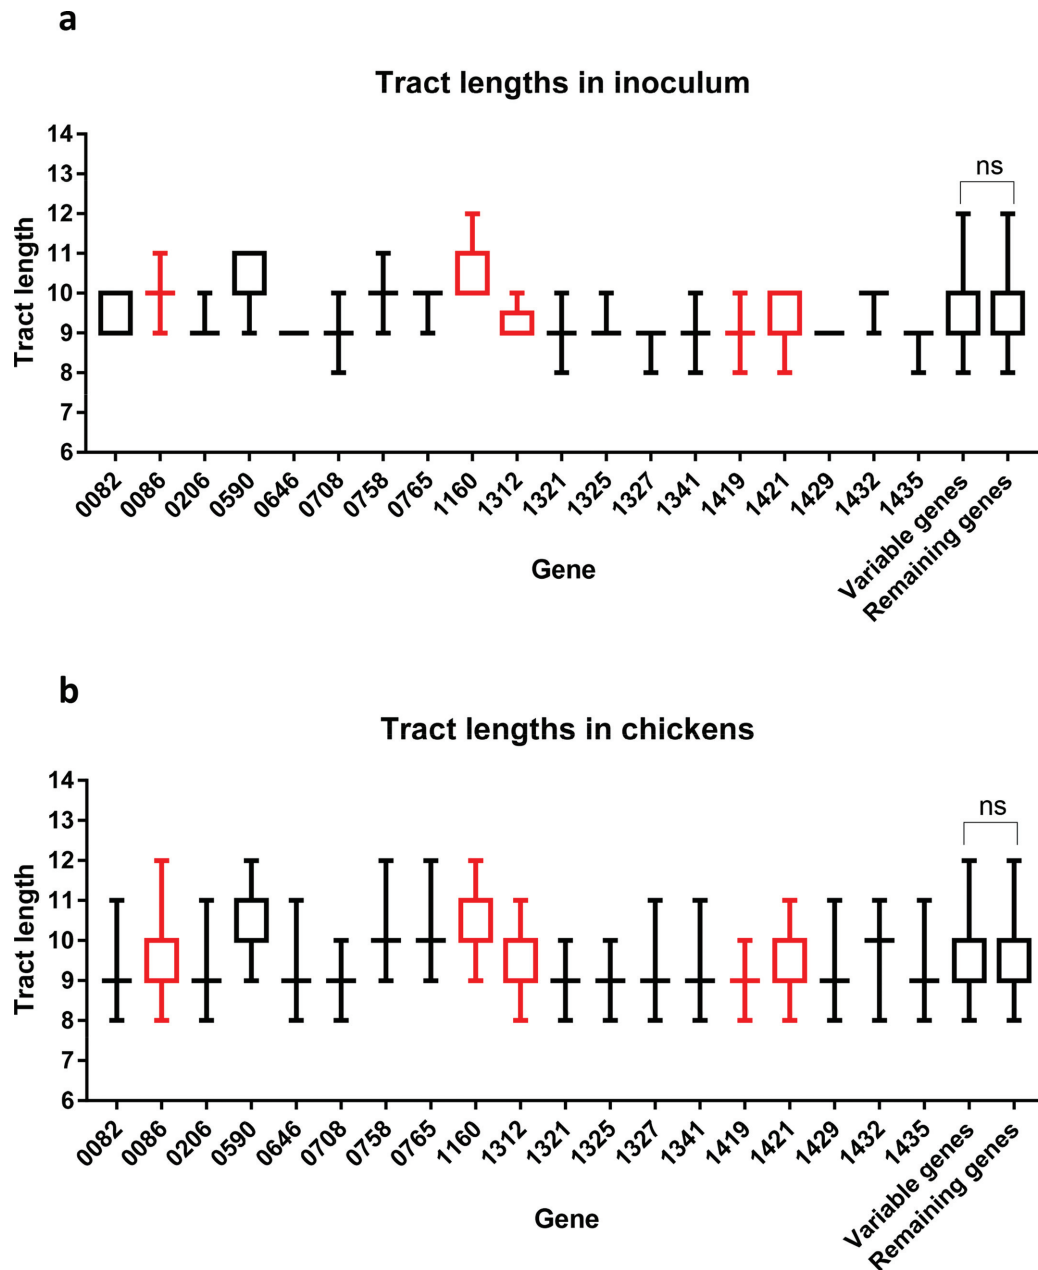 a
Tract lengths in inoculum
14
13
12
11
10
9
8
7
6
Tract length
ns
0082 0086 0206 0590 0646 0708 0758 0765 1160 1312 1321 1325 1327 1341 1419 1421 1429 1432 1435 Variable genes Remaining genes
Gene
b
Tract lengths in chickens
14
13
12
11
10
9
8
7
6
Tract length
ns
0082 0086 0206 0590 0646 0708 0758 0765 1160 1312 1321 1325 1327 1341 1419 1421 1429 1432 1435 Variable genes Remaining genes
Gene